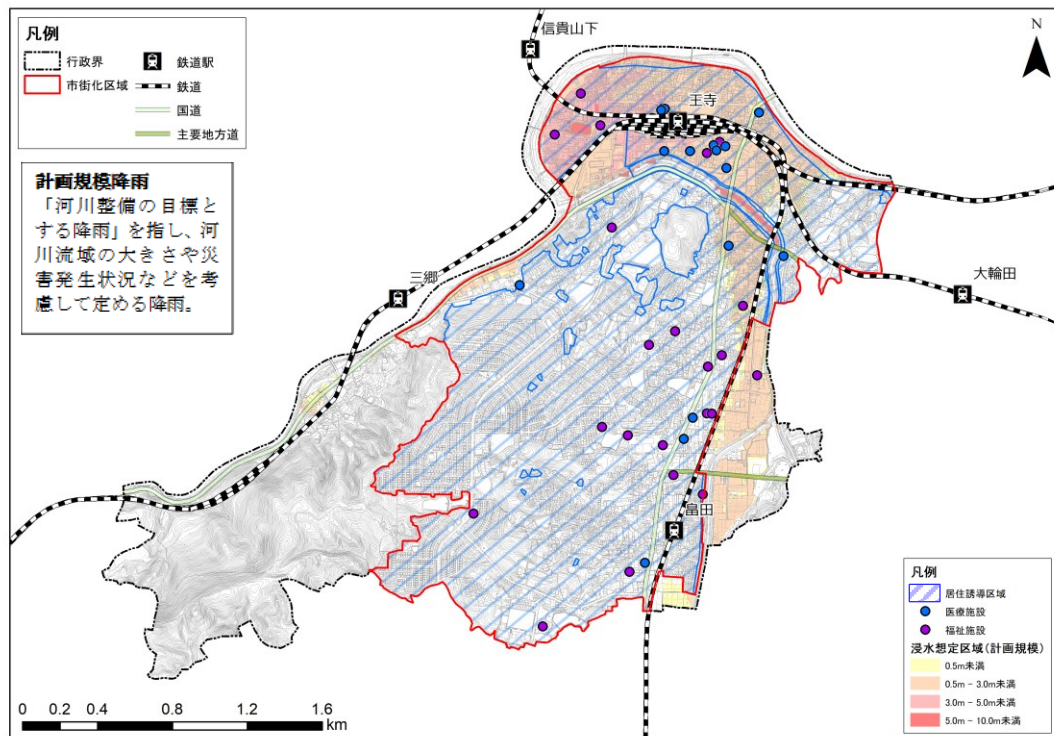 凡例
行政界
鉄道駅
市街化区域
鉄道
国道
主要地方道
計画規模降雨
「河川整備の目標と
する降雨」を指し、河
川流域の大きさや災
害発生状況などを考
慮して定める降雨。
信貴山下
N
王寺
三郷
大輪田
畠田
凡例
居住誘導区域
医療施設
福祉施設
浸水想定区域(計画規模)
0.5m未満
0.5m - 3.0m未満
3.0m - 5.0m未満
5.0m - 10.0m未満
0 0.2 0.4 0.8 1.2 1.6
km